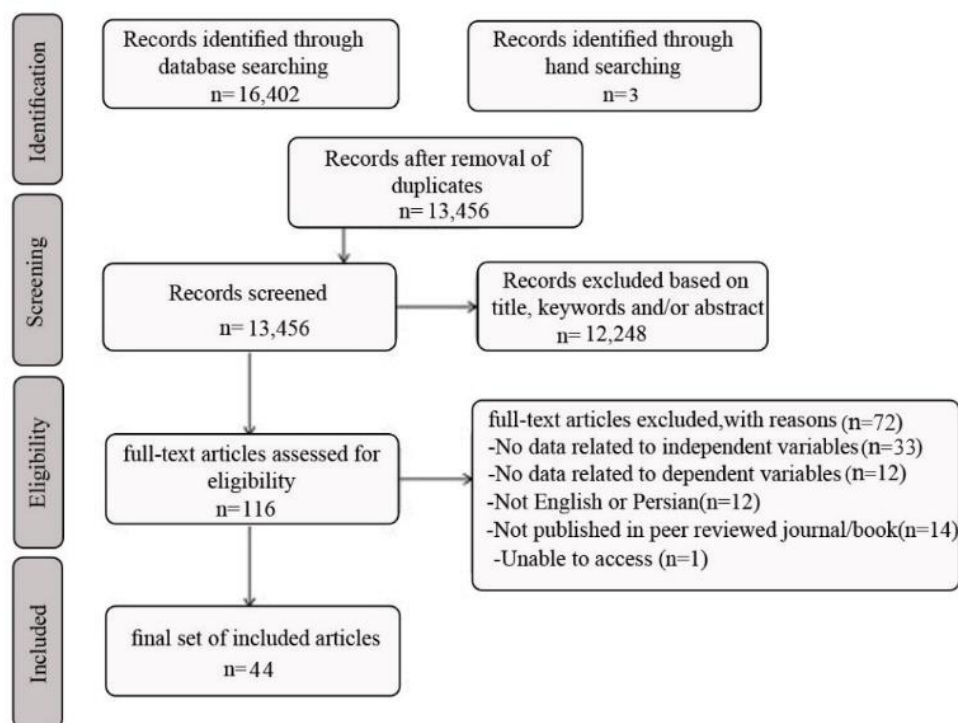 Identification
Records identified through
database searching
n= 16,402
Records identified through
hand searching
n=3
Records after removal of
duplicates
n= 13,456
Screening
Records screened
n= 13,456
Records excluded based on
title, keywords and/or abstract
n= 12,248
Eligibility
full-text articles assessed for
eligibility
n= 116
full-text articles excluded,with reasons (n=72)
-No data related to independent variables(n=33)
-No data related to dependent variables(n=12)
-Not English or Persian(n=12)
-Not published in peer reviewed journal/book(n=14)
-Unable to access (n=1)
Included
final set of included articles
n=44